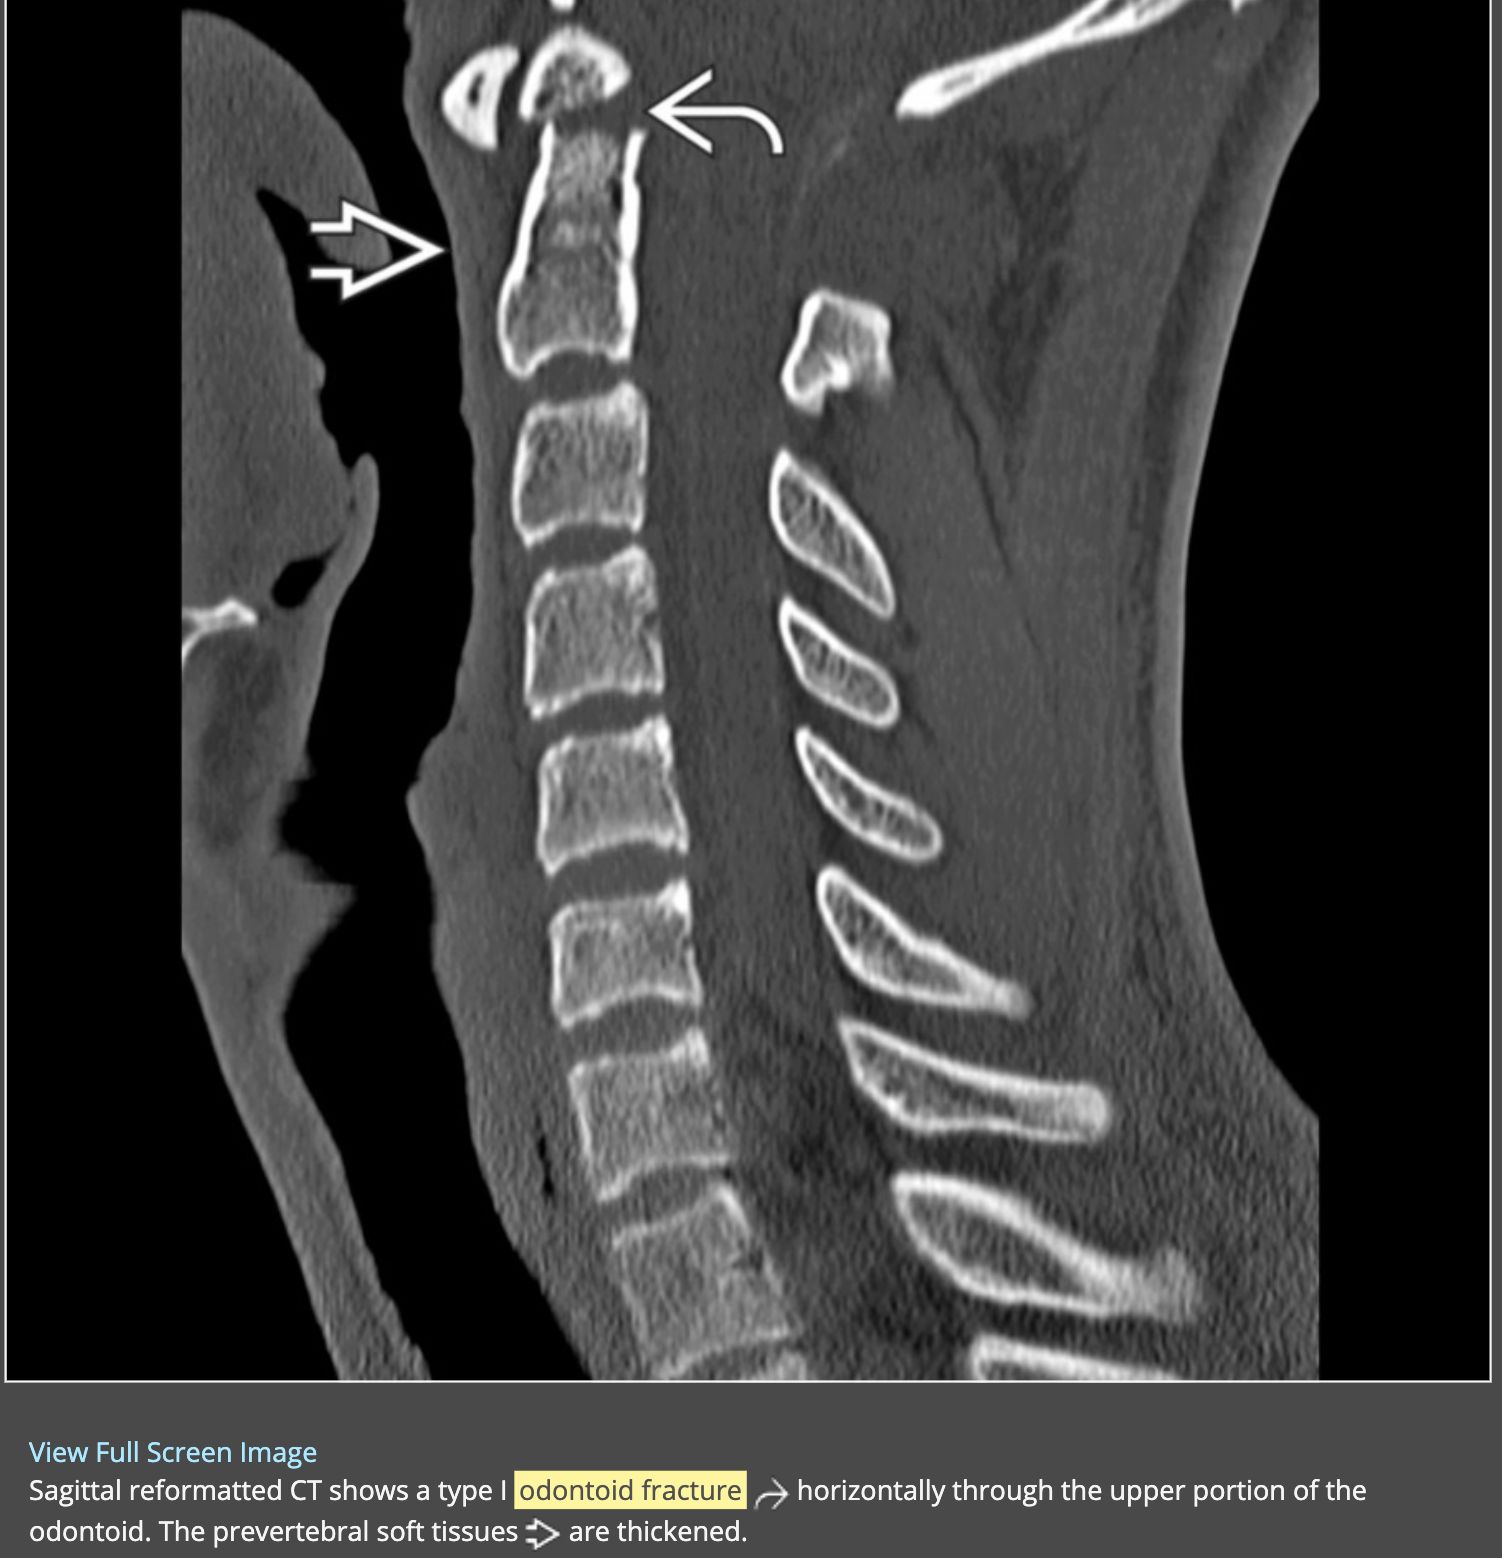 View Full Screen Image
Sagittal reformatted CT shows a type I odontoid fracture horizontally through the upper portion of the
odontoid. The prevertebral soft tissues are thickened.